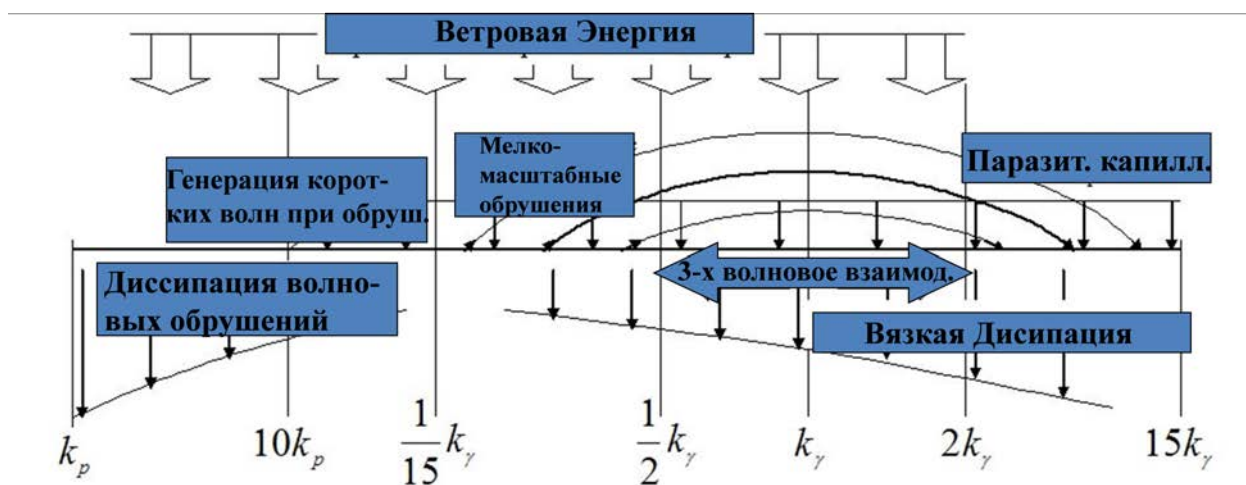 Ветровая Энергия
Генерация корот-
ких волн при обруш.
Мелко-
масштабные
обрушения
Паразит. капилл.
Диссипация волно-
вых обрушений
3-х волновое взаимод.
Вязкая Дисипация
k_p
10k_p
1/15 k_γ
1/2 k_γ
k_γ
2k_γ
15k_γ